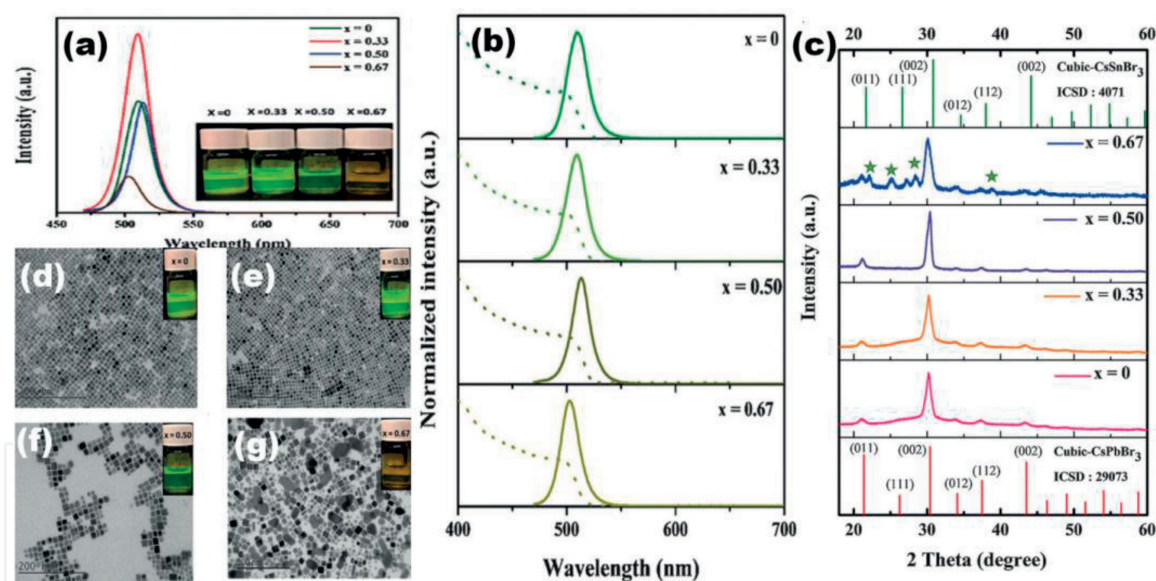 (a)
x = 0
x = 0.33
x = 0.50
x = 0.67
X=0 X=0.33 X=0.50 X=0.67
Intensity (a.u.)
450 500 550 600 650 700
Wavelength (nm)
(d)
x = 0
(e)
x = 0.33
(f)
x = 0.50
200
(g)
x = 0.67
(b)
x = 0
x = 0.33
x = 0.50
x = 0.67
Normalized intensity (a.u.)
400 500 600 700
Wavelength (nm)
(c)
20 30 40 50 60
(011) (111) (002) (012) (112) (002)
Cubic-CsSnBr3
ICSD : 4071
x = 0.67
x = 0.50
x = 0.33
x = 0
(011) (111) (002) (012) (112) (002)
Cubic-CsPbBr3
ICSD : 29073
Intensity (a.u.)
20 30 40 50 60
2 Theta (degree)